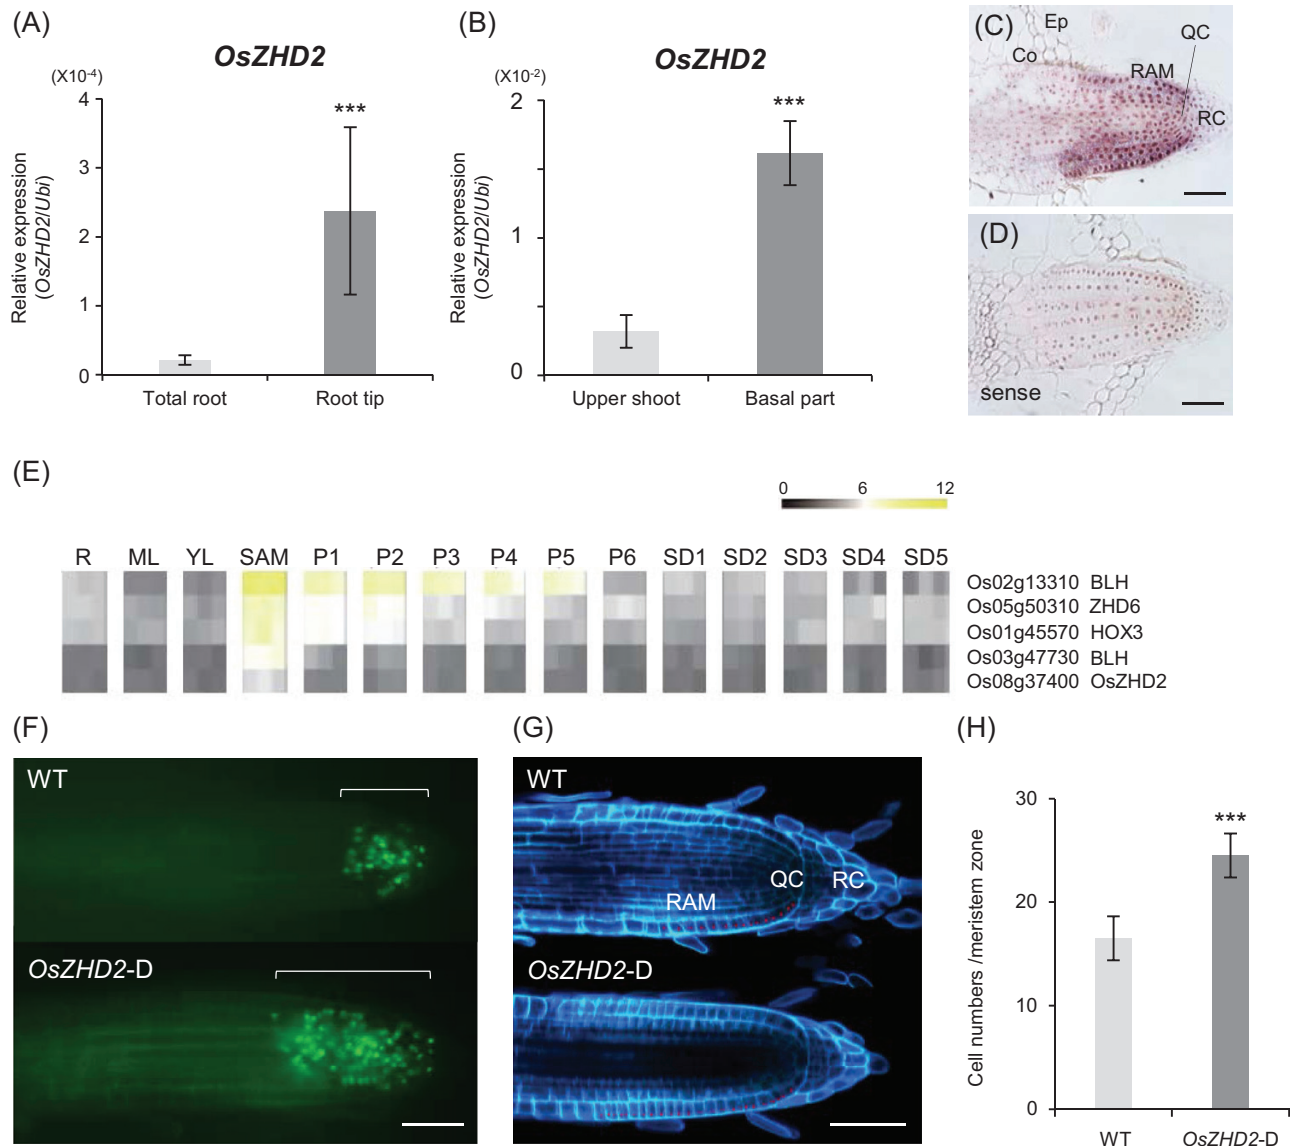 (A)
OsZHD2
(X10-4)
Relative expression
(OsZHD2/Ubi)
4
3
2
1
0
***
Total root
Root tip
(B)
OsZHD2
(X10-2)
Relative expression
(OsZHD2/Ubi)
2
1
0
***
Upper shoot
Basal part
(C)
Ep
Co
QC
RAM
RC
(D)
sense
(E)
0 6 12
R ML YL SAM P1 P2 P3 P4 P5 P6 SD1 SD2 SD3 SD4 SD5
Os02g13310 BLH
Os05g50310 ZHD6
Os01g45570 HOX3
Os03g47730 BLH
Os08g37400 OsZHD2
(F)
WT
OsZHD2-D
(G)
WT
QC
RC
RAM
OsZHD2-D
(H)
Cell numbers /meristem zone
30
20
10
0
***
WT
OsZHD2-D